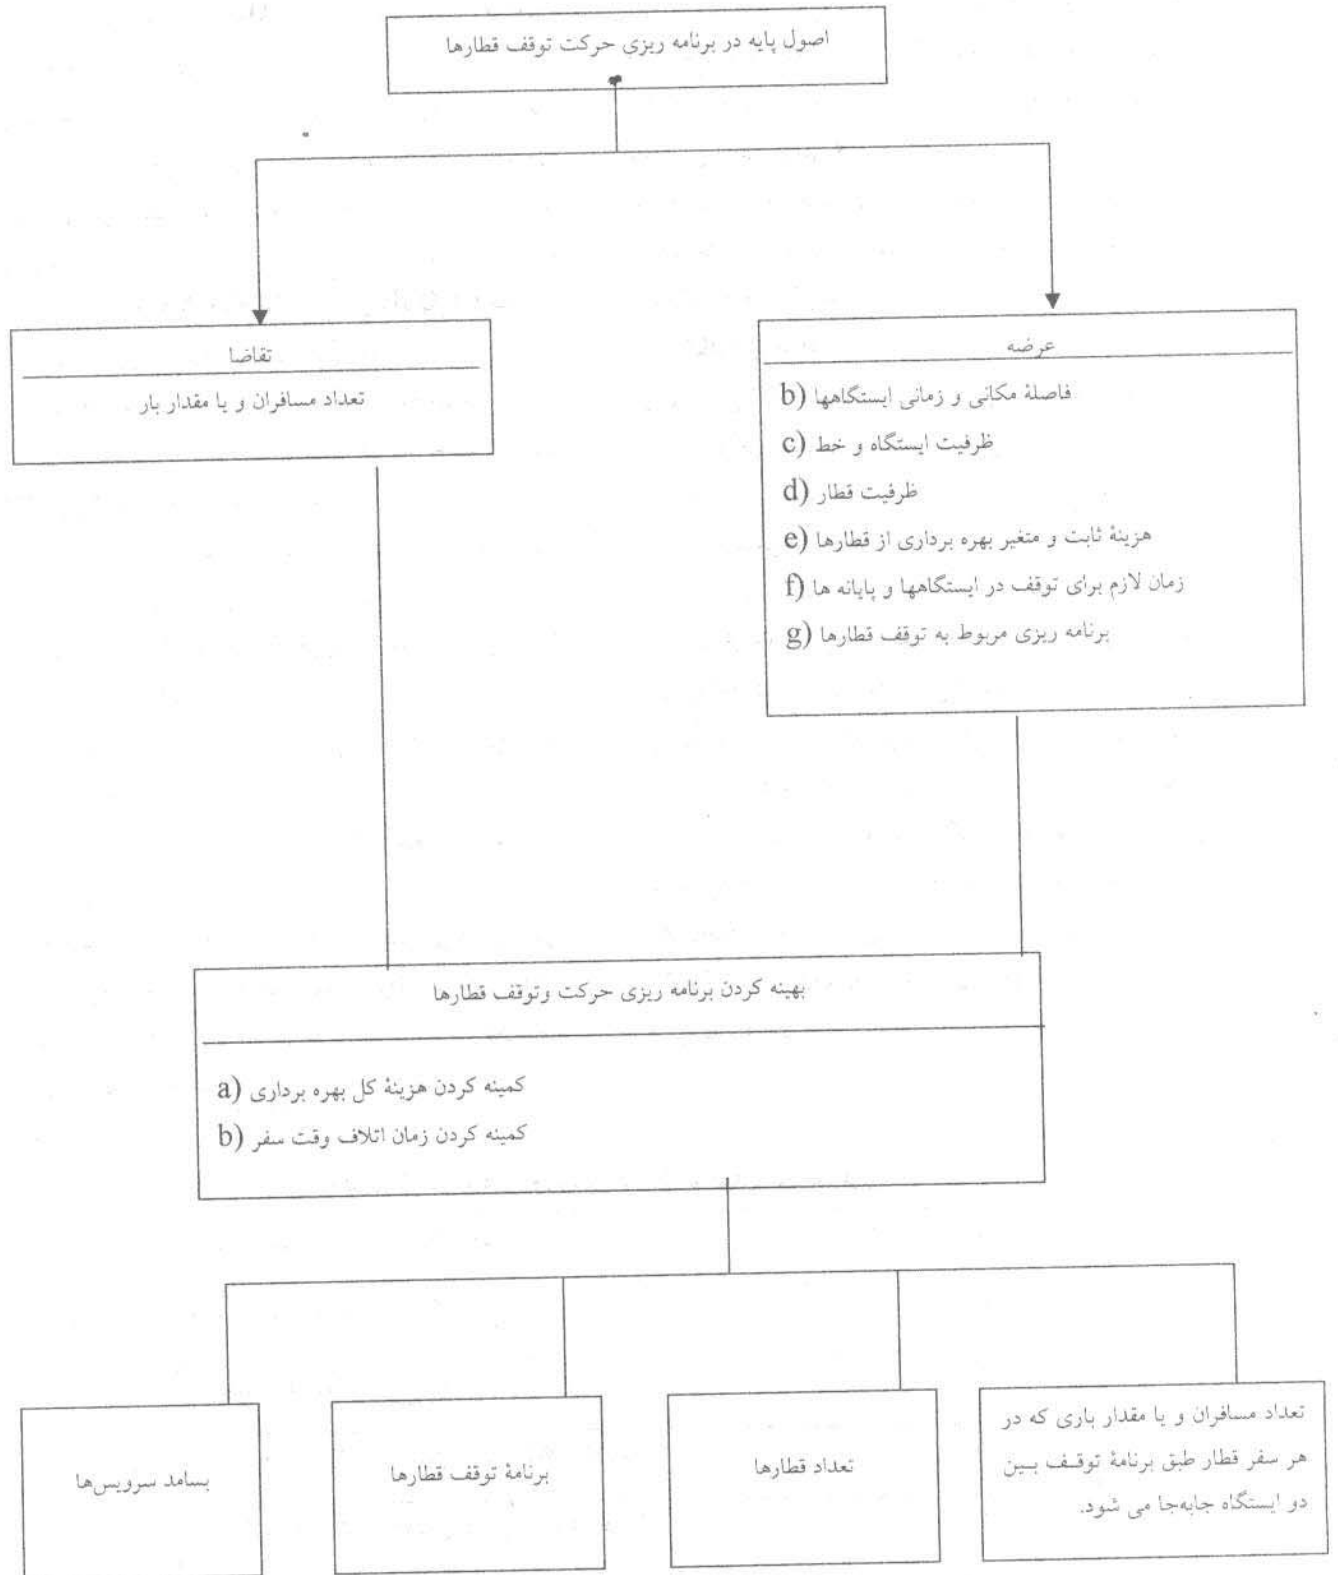 اصول پایه در برنامه ریزی حرکت توقف قطارها
عرضه
b) فاصلهٔ مکانی و زمانی ایستگاهها
c) ظرفیت ایستگاه و خط
d) ظرفیت قطار
e) هزینهٔ ثابت و متغیر بهره برداری از قطارها
f) زمان لازم برای توقف در ایستگاهها و پایانه ها
g) برنامه ریزی مربوط به توقف قطارها
تقاضا
تعداد مسافران و یا مقدار بار
بهینه کردن برنامه ریزی حرکت وتوقف قطارها
a) کمینه کردن هزینهٔ کل بهره برداری
b) کمینه کردن زمان اتلاف وقت سفر
تعداد مسافران و یا مقدار باری که در
هر سفر قطار طبق برنامهٔ توقف بین
دو ایستگاه جابه‌جا می شود.
تعداد قطارها
برنامهٔ توقف قطارها
بسامد سرویس‌ها